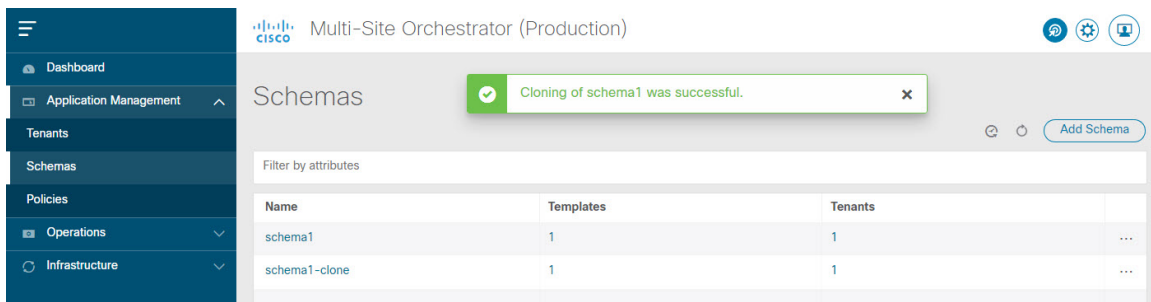 CISCO Multi-Site Orchestrator (Production)
Dashboard
Application Management
Tenants
Schemas
Policies
Operations
Infrastructure
Schemas
Cloning of schema1 was successful.
Add Schema
Filter by attributes
Name Templates Tenants
schema1 1 1 ...
schema1-clone 1 1 ...